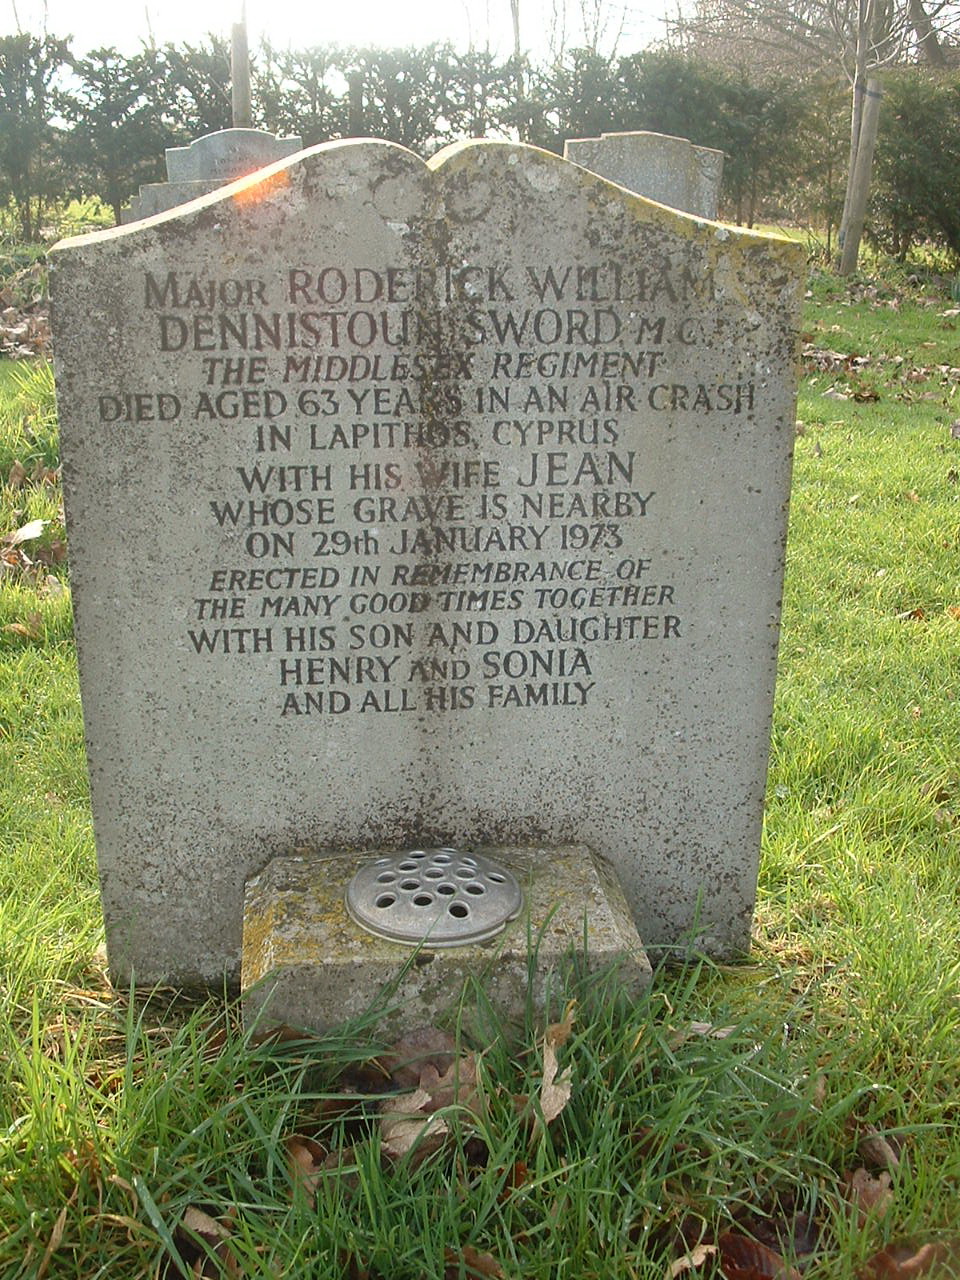 Major RODERICK WILLIAM
DENNISTOUN SWORD. M.C.
THE MIDDLESEX REGIMENT
DIED AGED 63 YEARS IN AN AIR CRASH
IN LAPITHOS, CYPRUS
WITH HIS WIFE JEAN
WHOSE GRAVE IS NEARBY
ON 29th JANUARY 1973
ERECTED IN REMEMBRANCE OF
THE MANY GOOD TIMES TOGETHER
WITH HIS SON AND DAUGHTER
HENRY AND SONIA
AND ALL HIS FAMILY